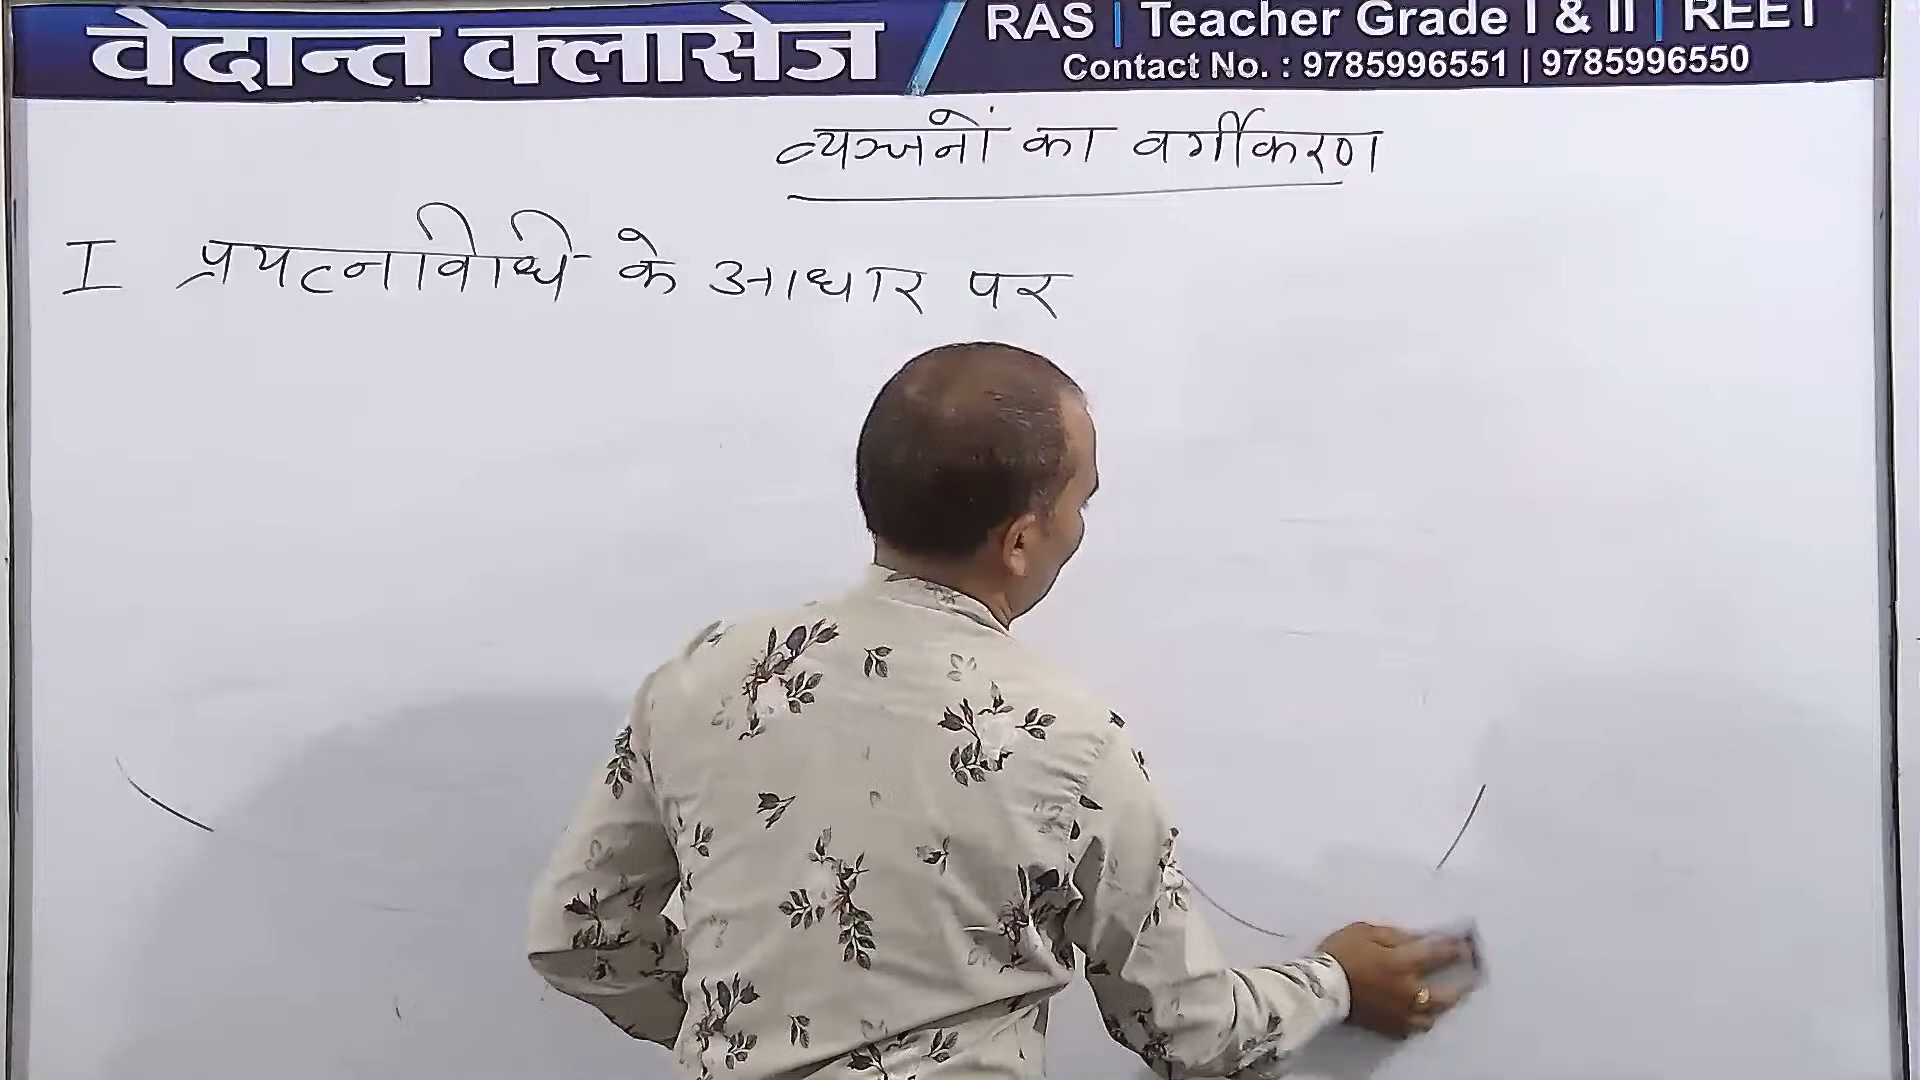 वेदान्त क्लासेज
RAS | Teacher Grade I & II | REET
Contact No. : 9785996551 | 9785996550
व्यञ्जनों का वर्गीकरण
I प्रयत्नविधि के आधार पर